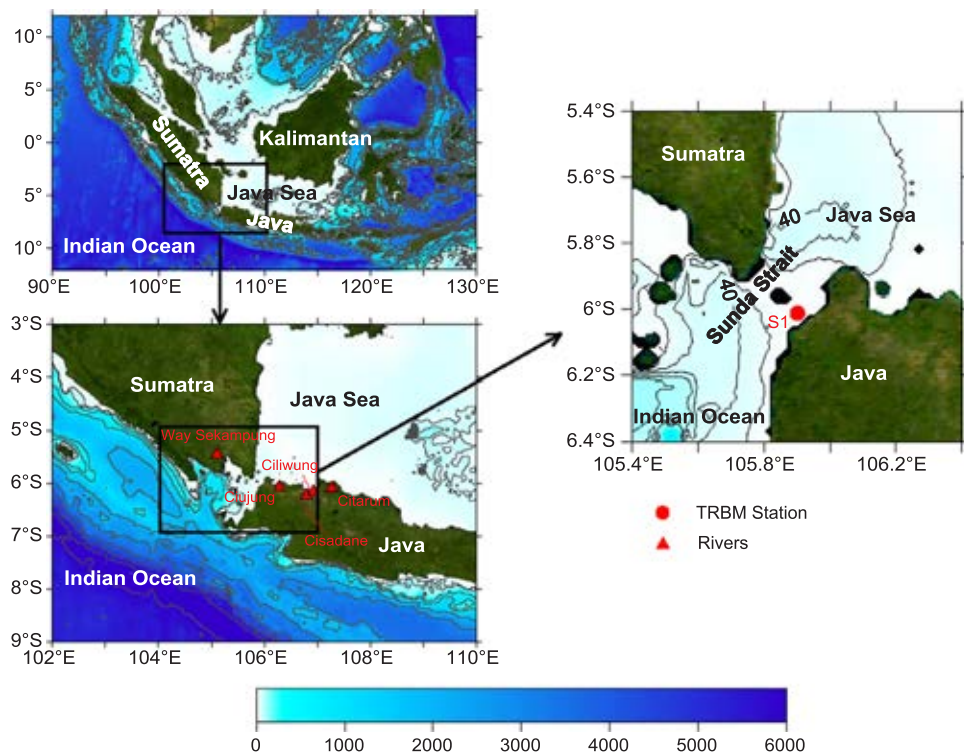 10°
5°
0°
5°
10°
90°E
100°E
110°E
120°E
130°E
Sumatra
Kalimantan
Java Sea
Java
Indian Ocean
3°S
4°S
5°S
6°S
7°S
8°S
9°S
102°E
104°E
106°E
108°E
110°E
Sumatra
Java Sea
Way Sekampung
Ciliwung
Ciujung
Citarum
Cisadane
Java
Indian Ocean
5.4°S
5.6°S
5.8°S
6°S
6.2°S
6.4°S
105.4°E
105.8°E
106.2°E
Sumatra
40
Java Sea
Sunda Strait
40
S1
Java
Indian Ocean
TRBM Station
Rivers
0
1000
2000
3000
4000
5000
6000